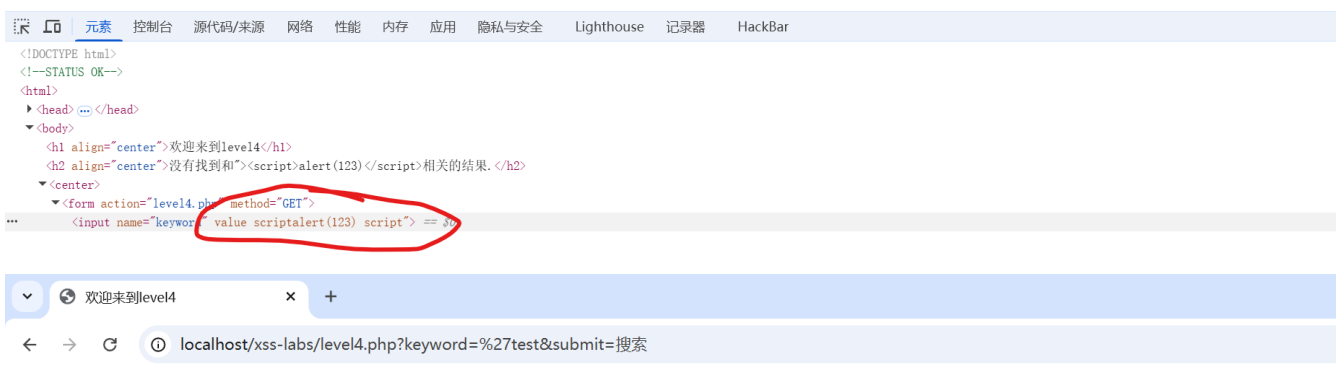 元素 控制台 源代码/来源 网络 性能 内存 应用 隐私与安全 Lighthouse 记录器 HackBar
<!DOCTYPE html>
<!--STATUS OK-->
<html>
<head> ... </head>
<body>
<h1 align="center">欢迎来到level4</h1>
<h2 align="center">没有找到和"><script>alert(123)</script>相关的结果.</h2>
<center>
<form action="level4.php" method="GET">
... <input name="keyword" value scriptalert(123) script"> == $0
欢迎来到level4
localhost/xss-labs/level4.php?keyword=%27test&submit=搜索